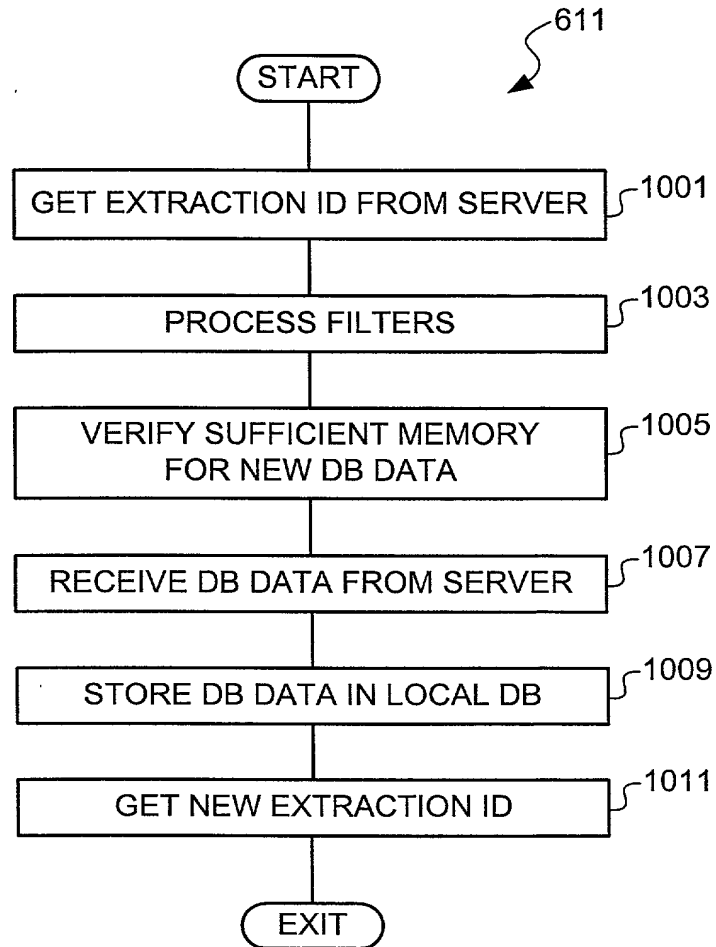 611
START
GET EXTRACTION ID FROM SERVER
1001
PROCESS FILTERS
1003
VERIFY SUFFICIENT MEMORY
FOR NEW DB DATA
1005
RECEIVE DB DATA FROM SERVER
1007
STORE DB DATA IN LOCAL DB
1009
GET NEW EXTRACTION ID
1011
EXIT